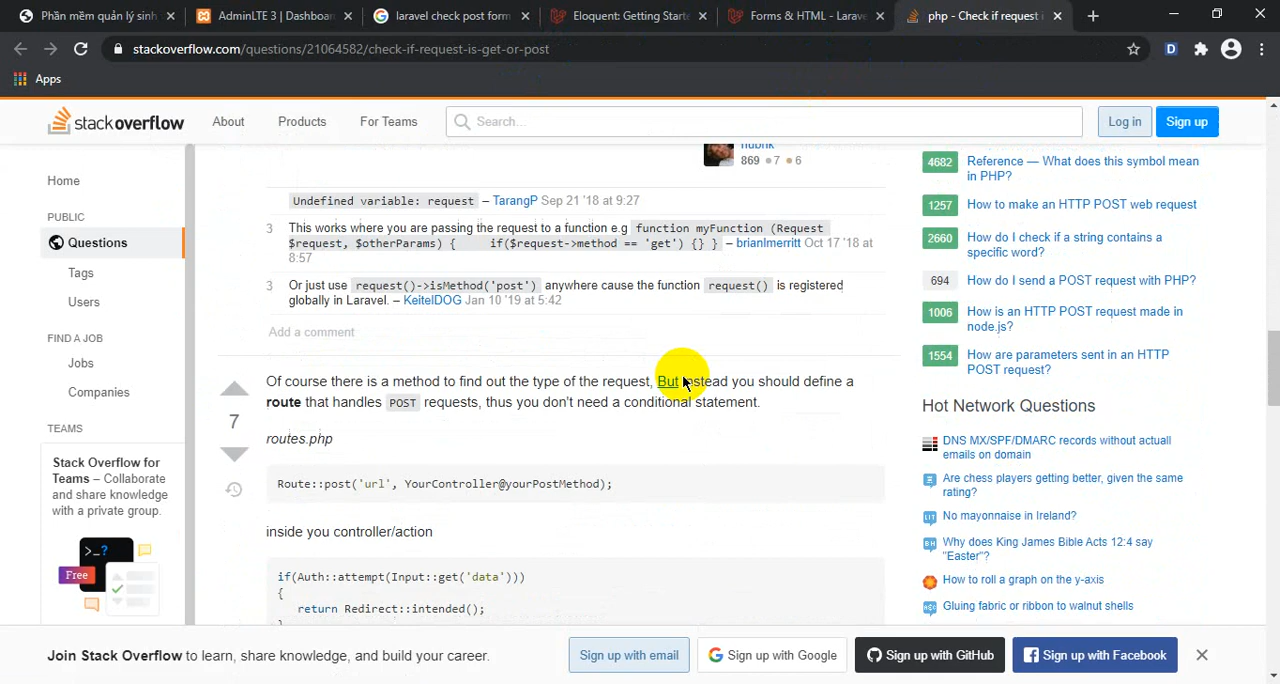 Phần mềm quản lý sinh
AdminLTE 3 | Dashboar
laravel check post form
Eloquent: Getting Starte
Forms & HTML - Larave
php - Check if request i
stackoverflow.com/questions/21064582/check-if-request-is-get-or-post
D
Apps
stackoverflow
About
Products
For Teams
Search...
Log in
Sign up
Home
PUBLIC
Questions
Tags
Users
FIND A JOB
Jobs
Companies
TEAMS
Stack Overflow for
Teams – Collaborate
and share knowledge
with a private group.
>_?
Free
869 7 6
Undefined variable: request – TarangP Sep 21 '18 at 9:27
3 This works where you are passing the request to a function e.g function myFunction (Request
$request, $otherParams) { if($request->method == 'get') {} } – brianlmerritt Oct 17 '18 at
8:57
3 Or just use request()->isMethod('post') anywhere cause the function request() is registered
globally in Laravel. – KeitelDOG Jan 10 '19 at 5:42
Add a comment
Of course there is a method to find out the type of the request, But instead you should define a
route that handles POST requests, thus you don't need a conditional statement.
7
routes.php
Route::post('url', YourController@yourPostMethod);
inside you controller/action
if(Auth::attempt(Input::get('data')))
{
return Redirect::intended();
4682 Reference — What does this symbol mean
in PHP?
1257 How to make an HTTP POST web request
2660 How do I check if a string contains a
specific word?
694 How do I send a POST request with PHP?
1006 How is an HTTP POST request made in
node.js?
1554 How are parameters sent in an HTTP
POST request?
Hot Network Questions
DNS MX/SPF/DMARC records without actuall
emails on domain
Are chess players getting better, given the same
rating?
No mayonnaise in Ireland?
Why does King James Bible Acts 12:4 say
"Easter"?
How to roll a graph on the y-axis
Gluing fabric or ribbon to walnut shells
Join Stack Overflow to learn, share knowledge, and build your career.
Sign up with email
Sign up with Google
Sign up with GitHub
Sign up with Facebook